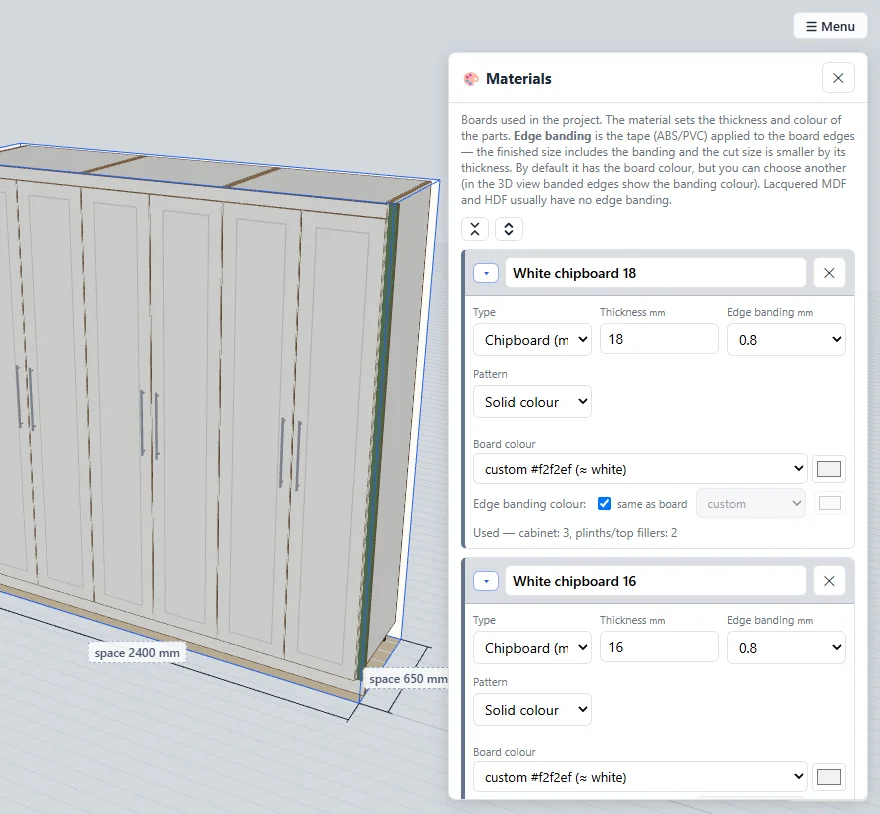 ☰ Menu
Materials
Boards used in the project. The material sets the thickness and colour of
the parts. Edge banding is the tape (ABS/PVC) applied to the board edges
— the finished size includes the banding and the cut size is smaller by its
thickness. By default it has the board colour, but you can choose another
(in the 3D view banded edges show the banding colour). Lacquered MDF
and HDF usually have no edge banding.
White chipboard 18
Type Thickness mm Edge banding mm
Chipboard (m 18 0.8
Pattern
Solid colour
Board colour
custom #f2f2ef (≈ white)
Edge banding colour: same as board custom
Used — cabinet: 3, plinths/top fillers: 2
White chipboard 16
Type Thickness mm Edge banding mm
Chipboard (m 16 0.8
Pattern
Solid colour
Board colour
custom #f2f2ef (≈ white)
space 2400 mm
space 650 mm